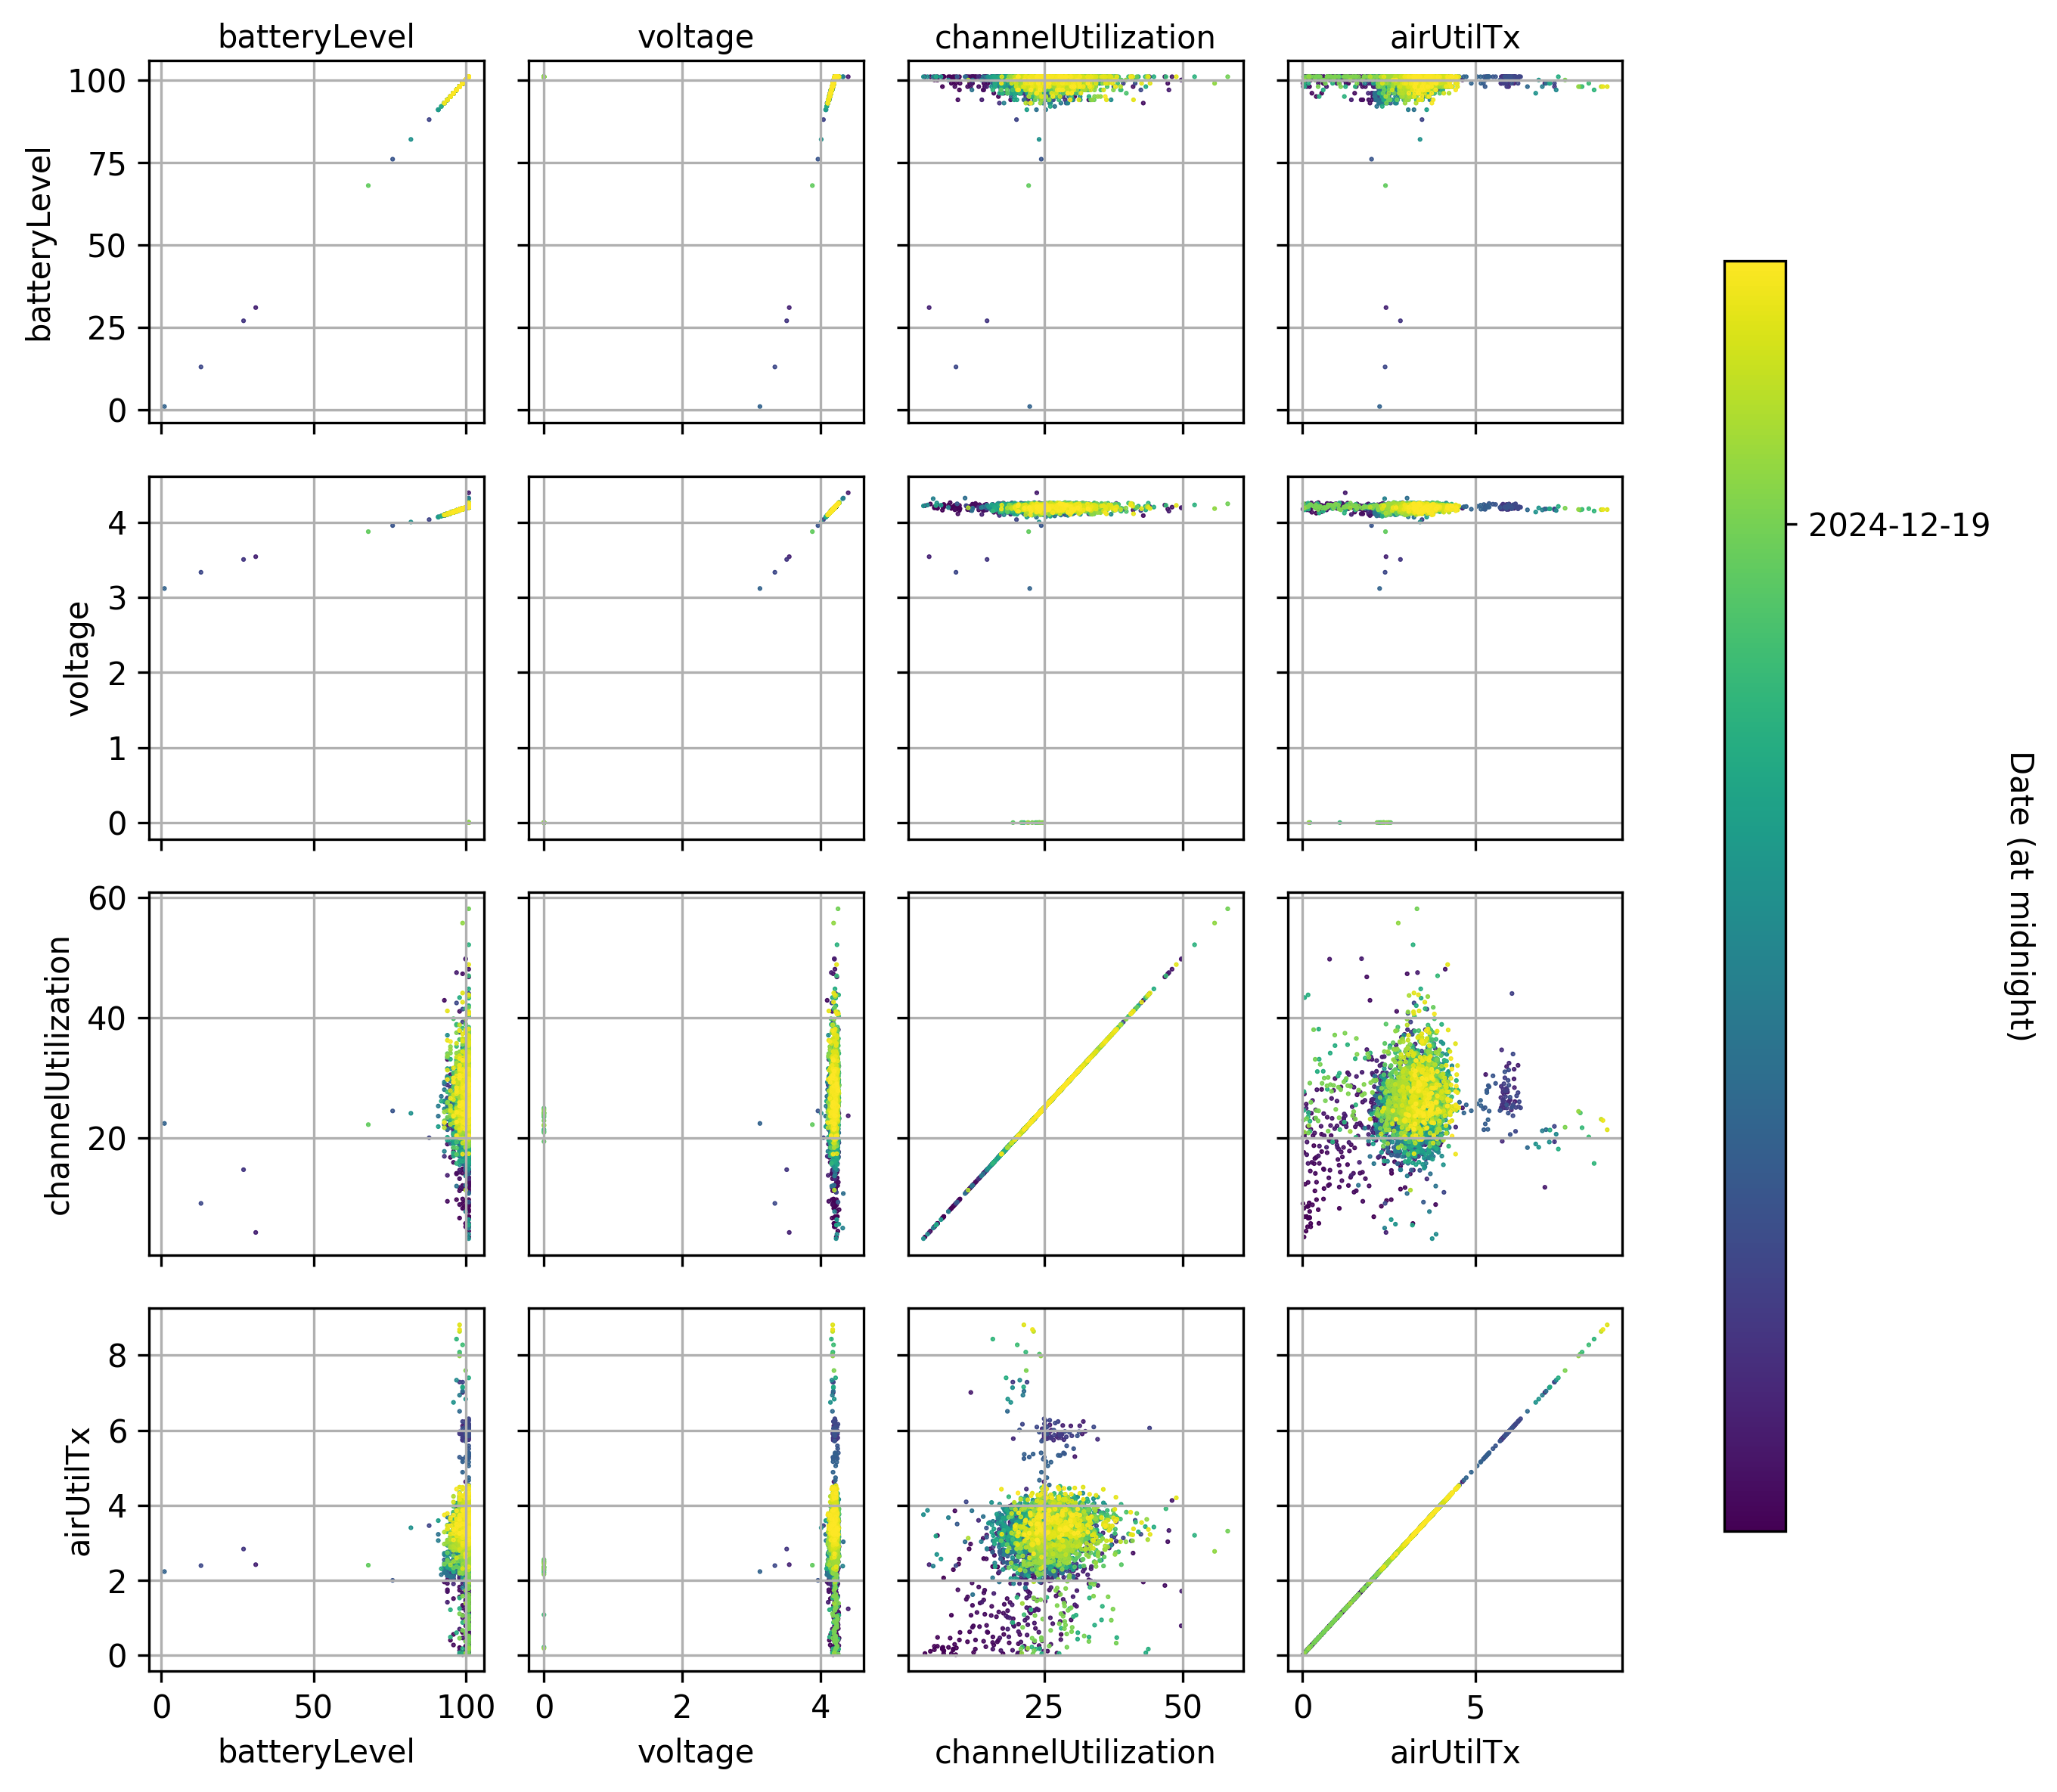 batteryLevel voltage channelUtilization airUtilTx
batteryLevel
100
75
50
25
0
voltage
4
3
2
1
0
channelUtilization
60
40
20
airUtilTx
8
6
4
2
0
0 50 100 0 2 4 25 50 0 5
batteryLevel voltage channelUtilization airUtilTx
2024-12-19
Date (at midnight)